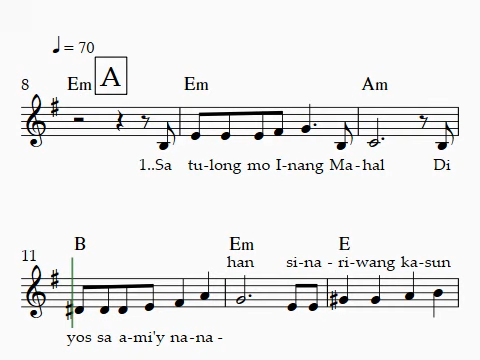 ♩ = 70
8 Em A Em Am
1..Sa tu-long mo I-nang Ma-hal Di
11 B Em E
han si-na - ri-wang ka-sun
yos sa a-mi'y na-na -